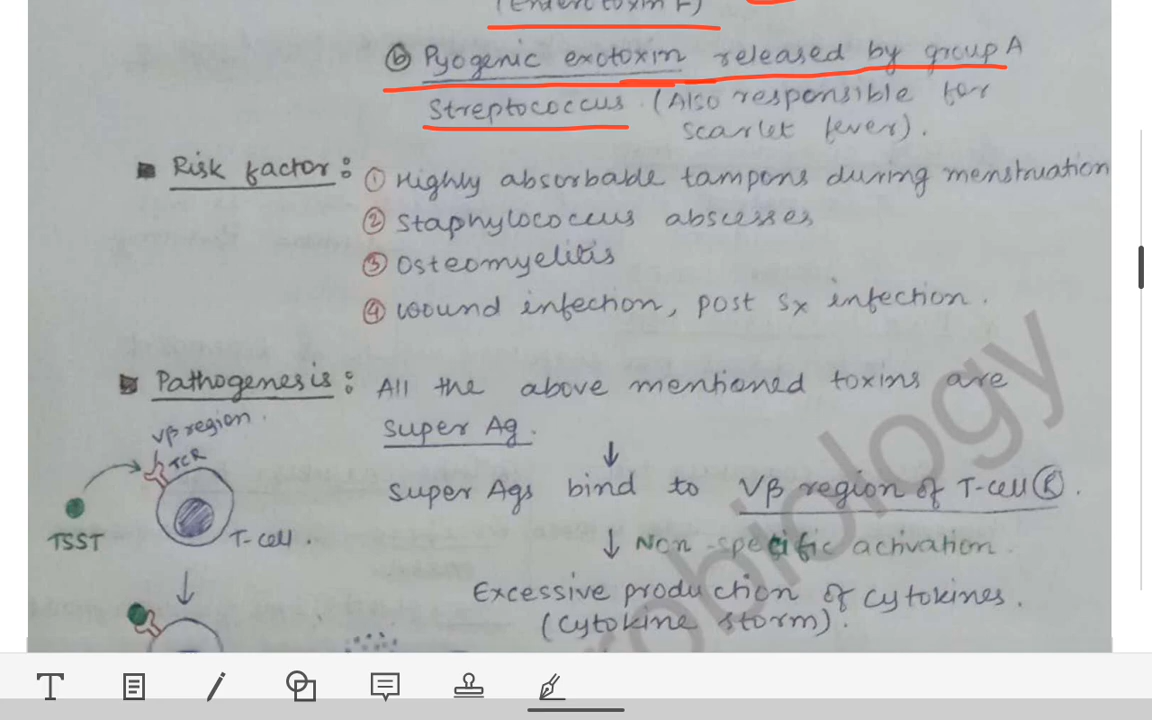 (Enterotoxin F)
⑥ Pyogenic exotoxin released by group A
Streptococcus. (Also responsible for
scarlet fever).
Risk factor:
① Highly absorbable tampons during menstruation
② Staphylococcus abscesses
③ Osteomyelitis
④ Wound infection, post Sx infection.
Pathogenesis: All the above mentioned toxins are
Super Ag.
Vβ region.
TCR
TSST
T-cell.
↓
Super Ags bind to Vβ region of T-cell Ⓡ.
↓ Non-specific activation.
Excessive production of cytokines.
(Cytokine storm).
robiology
T